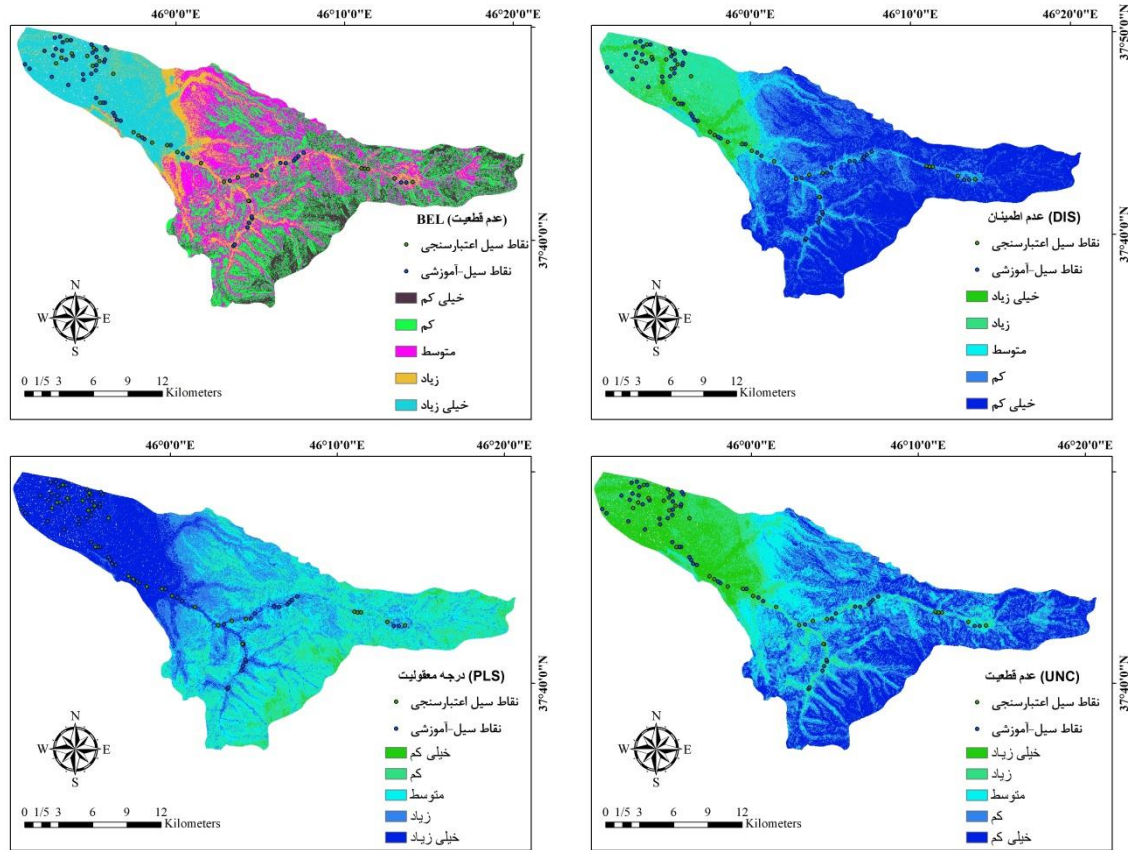 46°0'0"E 46°10'0"E 46°20'0"E
37°40'0"N
BEL (عدم قطعیت)
نقاط سیل اعتبارسنجی
نقاط سیل-آموزشی
خیلی کم
کم
متوسط
زیاد
خیلی زیاد
N
W E
S
0 1/5 3 6 9 12
Kilometers
46°0'0"E 46°10'0"E 46°20'0"E
37°50'0"N
37°40'0"N
عدم اطمینان (DIS)
نقاط سیل اعتبارسنجی
نقاط سیل-آموزشی
خیلی زیاد
زیاد
متوسط
کم
خیلی کم
N
W E
S
0 1/5 3 6 9 12
Kilometers
46°0'0"E 46°10'0"E 46°20'0"E
37°40'0"N
درجه معقولیت (PLS)
نقاط سیل اعتبارسنجی
نقاط سیل-آموزشی
خیلی کم
کم
متوسط
زیاد
خیلی زیاد
N
W E
S
0 1/5 3 6 9 12
Kilometers
46°0'0"E 46°10'0"E 46°20'0"E
37°40'0"N
عدم قطعیت (UNC)
نقاط سیل اعتبارسنجی
نقاط سیل-آموزشی
خیلی زیاد
زیاد
متوسط
کم
خیلی کم
N
W E
S
0 1/5 3 6 9 12
Kilometers